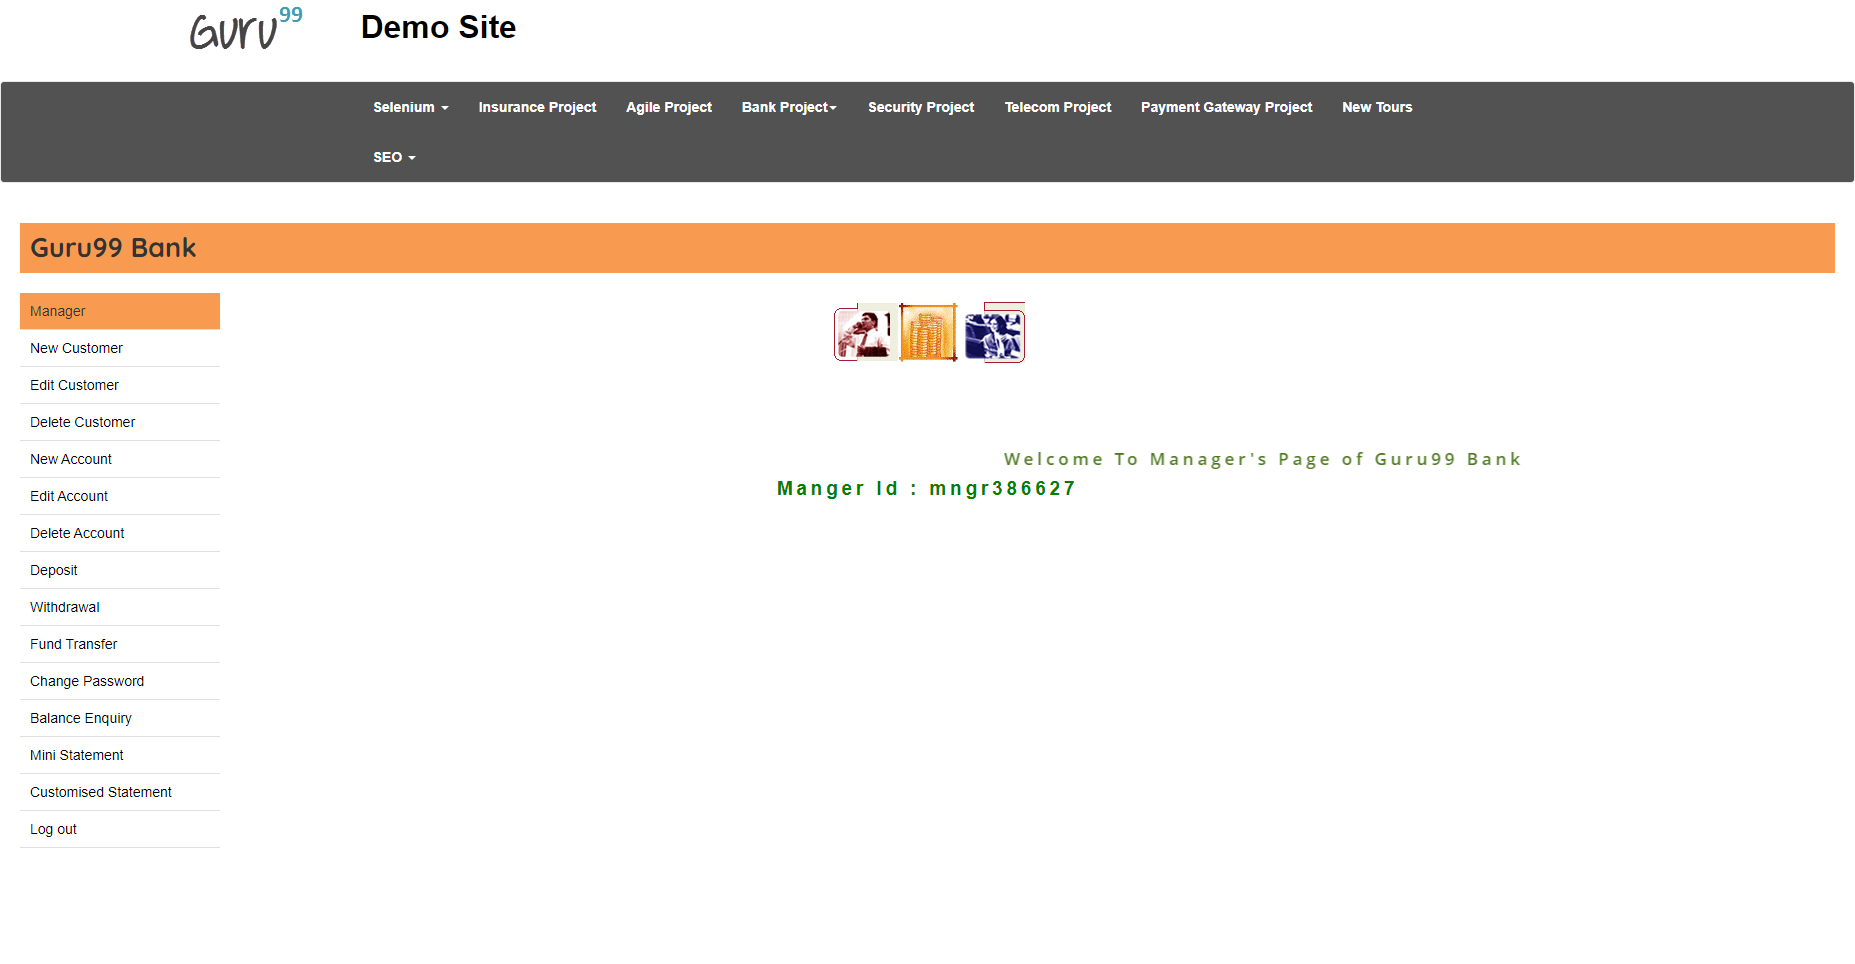 Guru99
Demo Site
Selenium Insurance Project Agile Project Bank Project Security Project Telecom Project Payment Gateway Project New Tours
SEO
Guru99 Bank
Manager
New Customer
Edit Customer
Delete Customer
New Account
Edit Account
Delete Account
Deposit
Withdrawal
Fund Transfer
Change Password
Balance Enquiry
Mini Statement
Customised Statement
Log out
Welcome To Manager's Page of Guru99 Bank
Manger Id : mngr386627